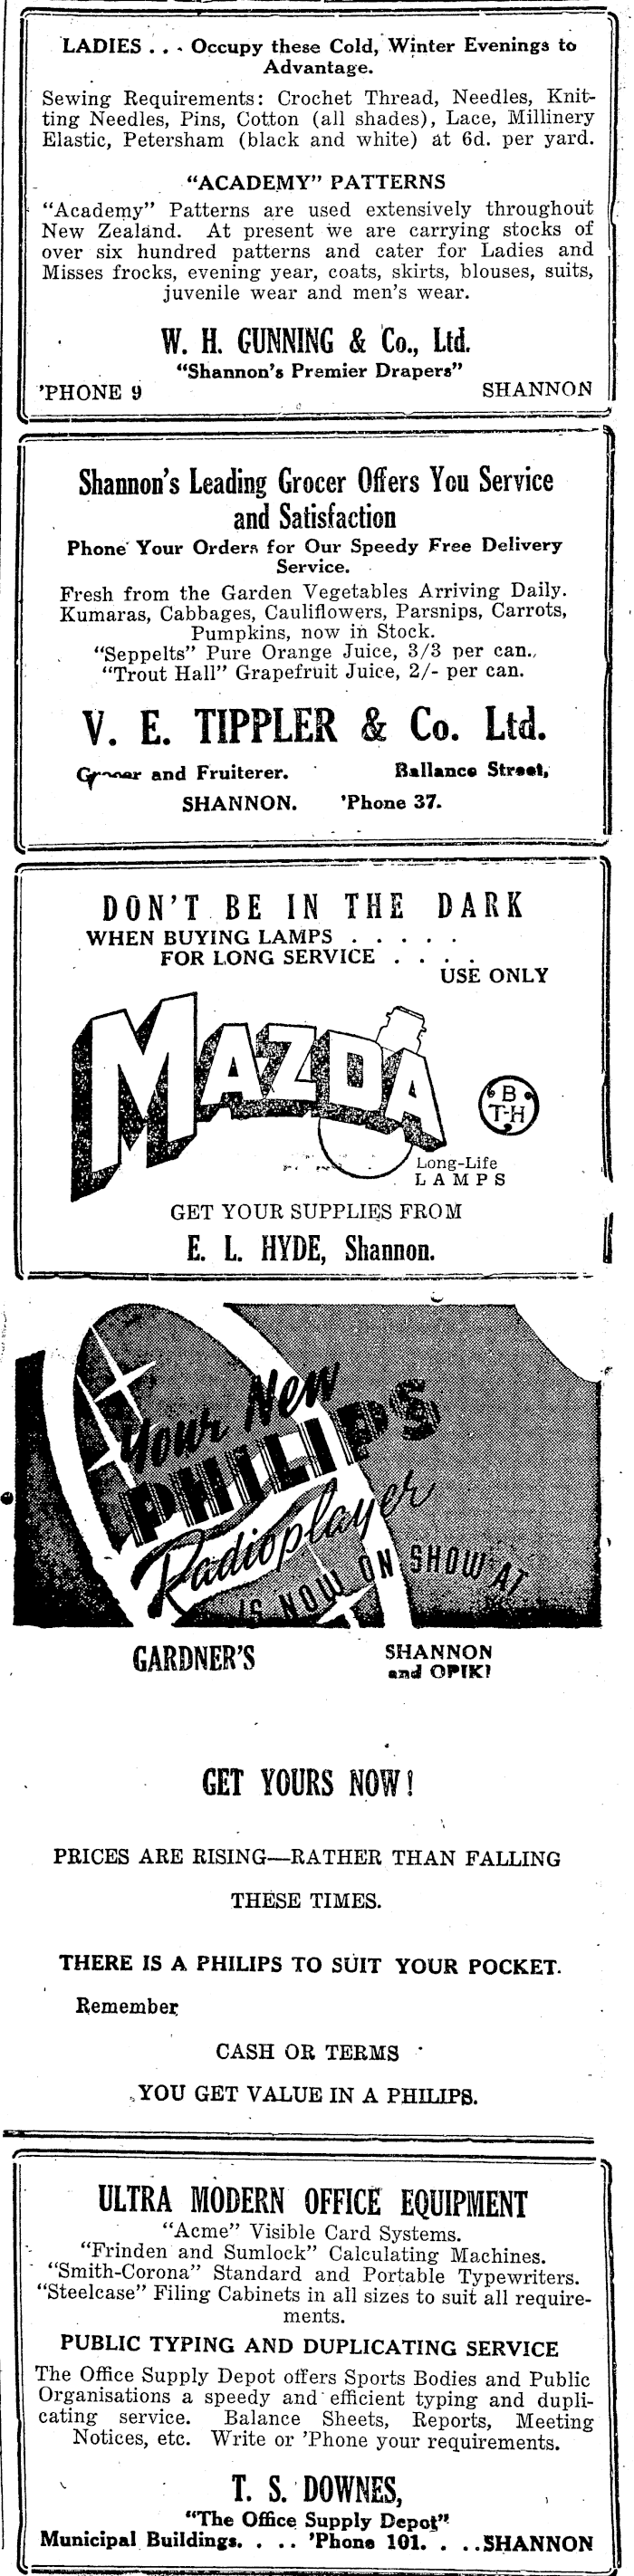 LADIES . . . Occupy these Cold, Winter Evenings to
Advantage.
Sewing Requirements: Crochet Thread, Needles, Knit-
ting Needles, Pins, Cotton (all shades), Lace, Millinery
Elastic, Petersham (black and white) at 6d. per yard.
"ACADEMY" PATTERNS
"Academy" Patterns are used extensively throughout
New Zealand. At present we are carrying stocks of
over six hundred patterns and cater for Ladies and
Misses frocks, evening year, coats, skirts, blouses, suits,
juvenile wear and men's wear.
W. H. GUNNING & Co., Ltd.
"Shannon's Premier Drapers"
'PHONE 9 SHANNON
Shannon's Leading Grocer Offers You Service
and Satisfaction
Phone Your Orders for Our Speedy Free Delivery
Service.
Fresh from the Garden Vegetables Arriving Daily.
Kumaras, Cabbages, Cauliflowers, Parsnips, Carrots,
Pumpkins, now in Stock.
"Seppelts" Pure Orange Juice, 3/3 per can.,
"Trout Hall" Grapefruit Juice, 2/- per can.
V. E. TIPPLER & Co. Ltd.
Grocer and Fruiterer. Ballance Street,
SHANNON. 'Phone 37.
DON'T BE IN THE DARK
WHEN BUYING LAMPS . . . . .
FOR LONG SERVICE . . . .
USE ONLY
MAZDA
B
T-H
Long-Life
LAMPS
GET YOUR SUPPLIES FROM
E. L. HYDE, Shannon.
Your New
PHILIPS
Radioplayer
IS NOW ON SHOW AT
GARDNER'S SHANNON
and OPIKI
GET YOURS NOW!
PRICES ARE RISING—RATHER THAN FALLING
THESE TIMES.
THERE IS A PHILIPS TO SUIT YOUR POCKET.
Remember
CASH OR TERMS
YOU GET VALUE IN A PHILIPS.
ULTRA MODERN OFFICE EQUIPMENT
"Acme" Visible Card Systems.
"Frinden and Sumlock" Calculating Machines.
"Smith-Corona" Standard and Portable Typewriters.
"Steelcase" Filing Cabinets in all sizes to suit all require-
ments.
PUBLIC TYPING AND DUPLICATING SERVICE
The Office Supply Depot offers Sports Bodies and Public
Organisations a speedy and efficient typing and dupli-
cating service. Balance Sheets, Reports, Meeting
Notices, etc. Write or 'Phone your requirements.
T. S. DOWNES,
"The Office Supply Depot"
Municipal Buildings. . . . 'Phone 101. . . .SHANNON